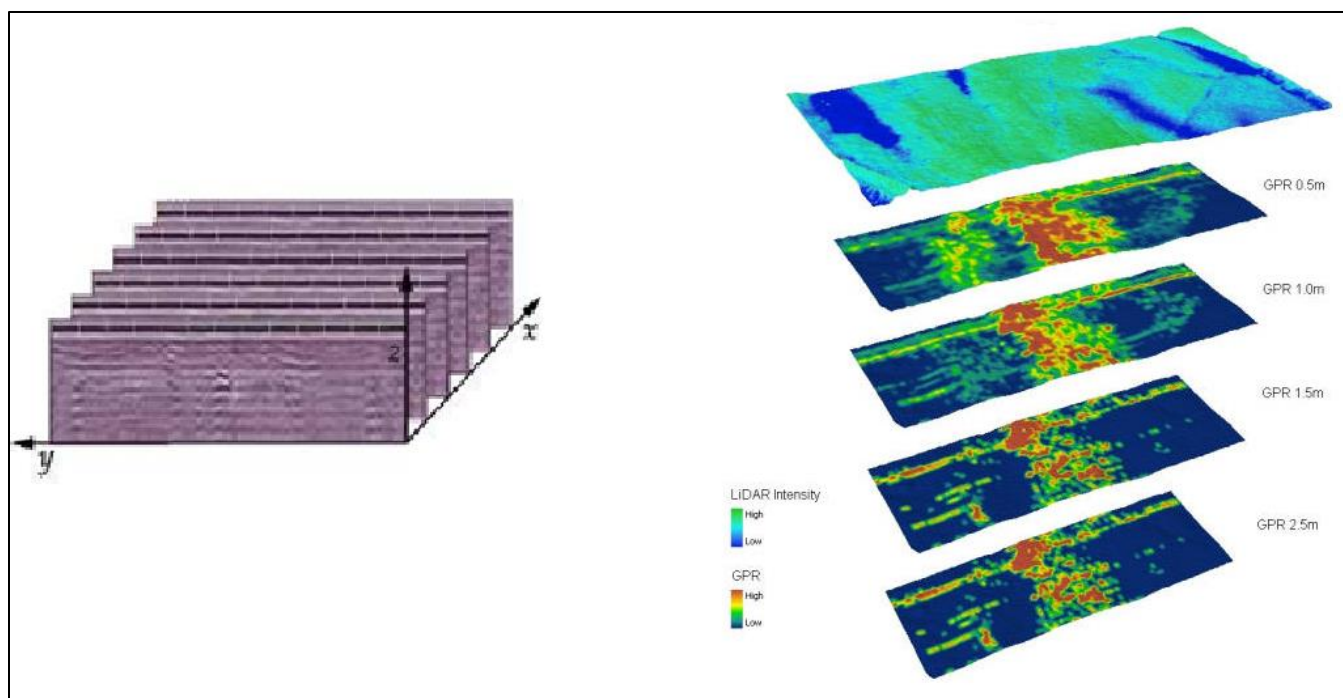 2
x
y
GPR 0.5m
GPR 1.0m
GPR 1.5m
GPR 2.5m
LiDAR Intensity
High
Low
GPR
High
Low